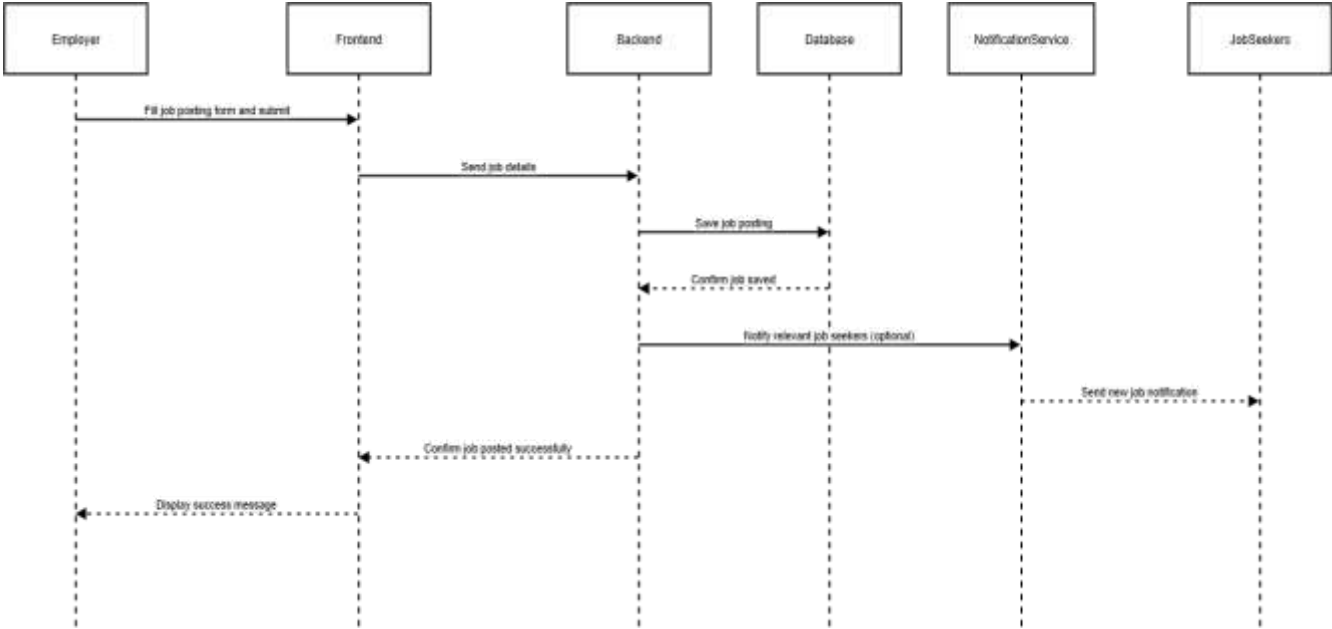 Employer
Frontend
Backend
Database
NotificationService
JobSeekers
Fill job posting form and submit
Send job details
Save job posting
Confirm job saved
Notify relevant job seekers (optional)
Send new job notification
Confirm job posted successfully
Display success message